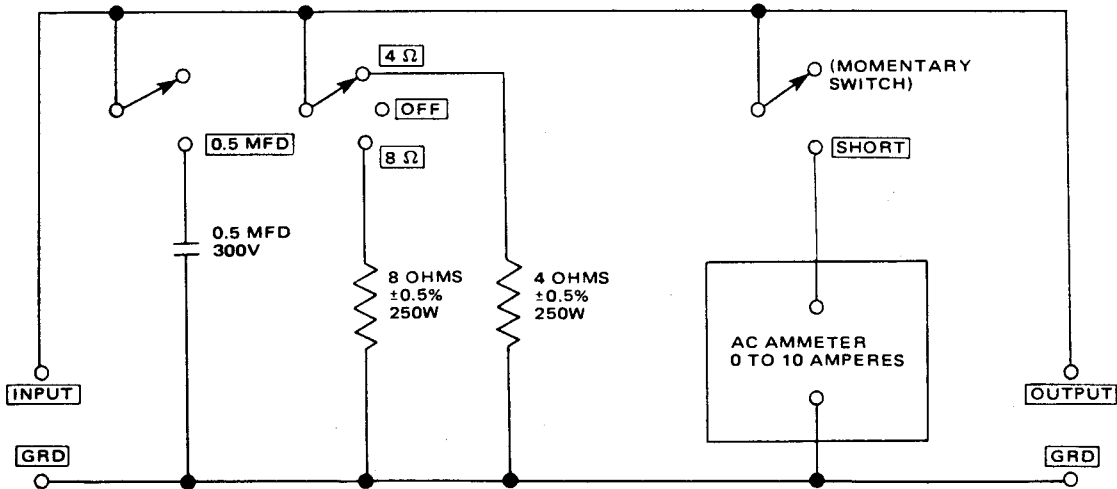 4 Ω
(MOMENTARY
SWITCH)
OFF
0.5 MFD
8 Ω
SHORT
0.5 MFD
300V
8 OHMS
±0.5%
250W
4 OHMS
±0.5%
250W
AC AMMETER
0 TO 10 AMPERES
INPUT
OUTPUT
GRD
GRD